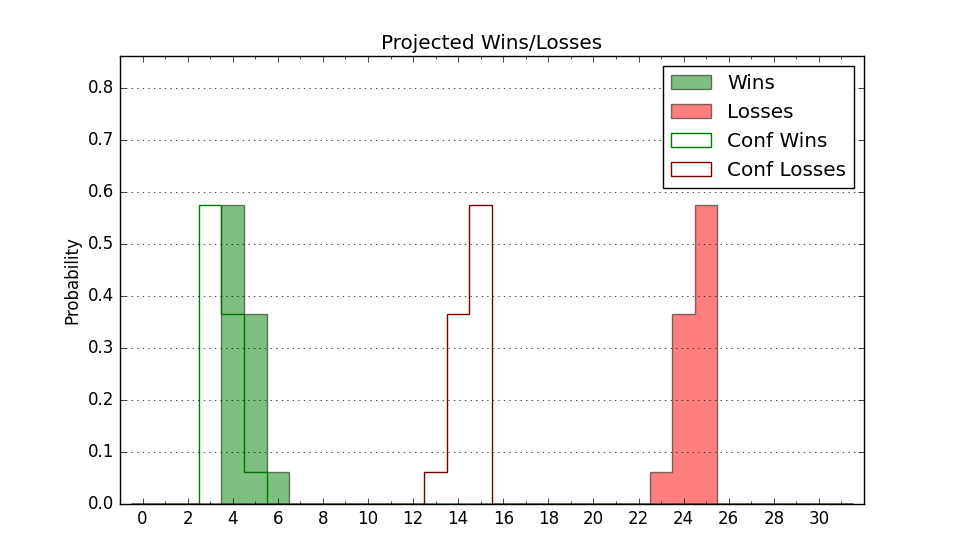 Projected Wins/Losses
Wins
Losses
Conf Wins
Conf Losses
Probability
0.8
0.7
0.6
0.5
0.4
0.3
0.2
0.1
0.0
0 2 4 6 8 10 12 14 16 18 20 22 24 26 28 30